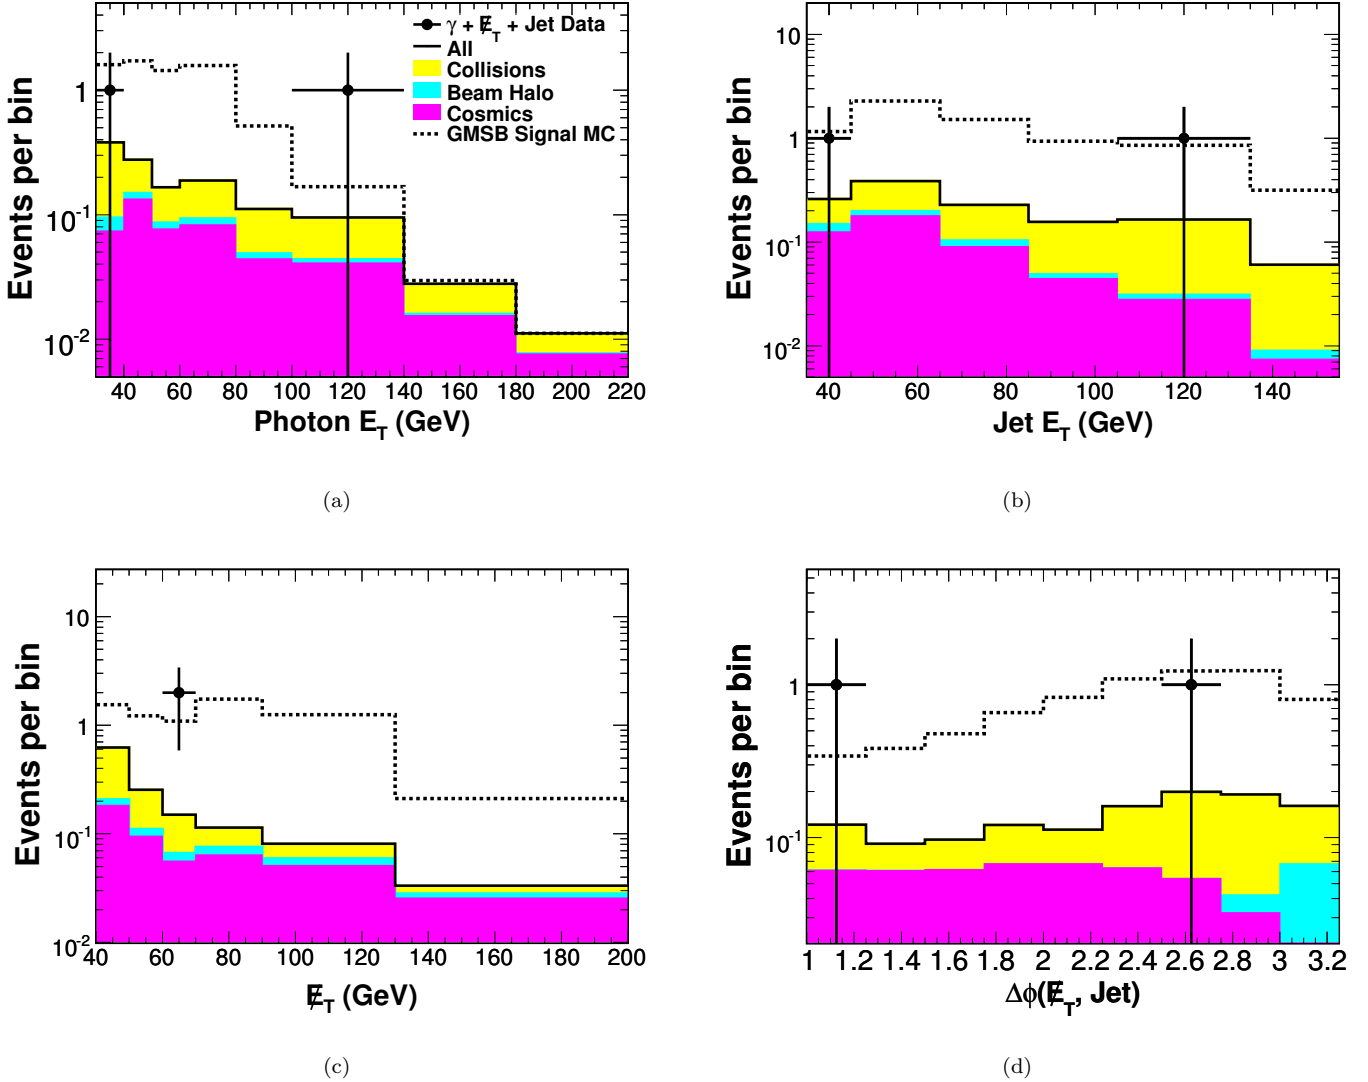 γ + E̸_T + Jet Data
All
Collisions
Beam Halo
Cosmics
GMSB Signal MC
Events per bin
1
10^-1
10^-2
40 60 80 100 120 140 160 180 200 220
Photon E_T (GeV)
(a)
Events per bin
10
1
10^-1
10^-2
40 60 80 100 120 140
Jet E_T (GeV)
(b)
Events per bin
10
1
10^-1
10^-2
40 60 80 100 120 140 160 180 200
E̸_T (GeV)
(c)
Events per bin
1
10^-1
1 1.2 1.4 1.6 1.8 2 2.2 2.4 2.6 2.8 3 3.2
Δϕ(E̸_T, Jet)
(d)